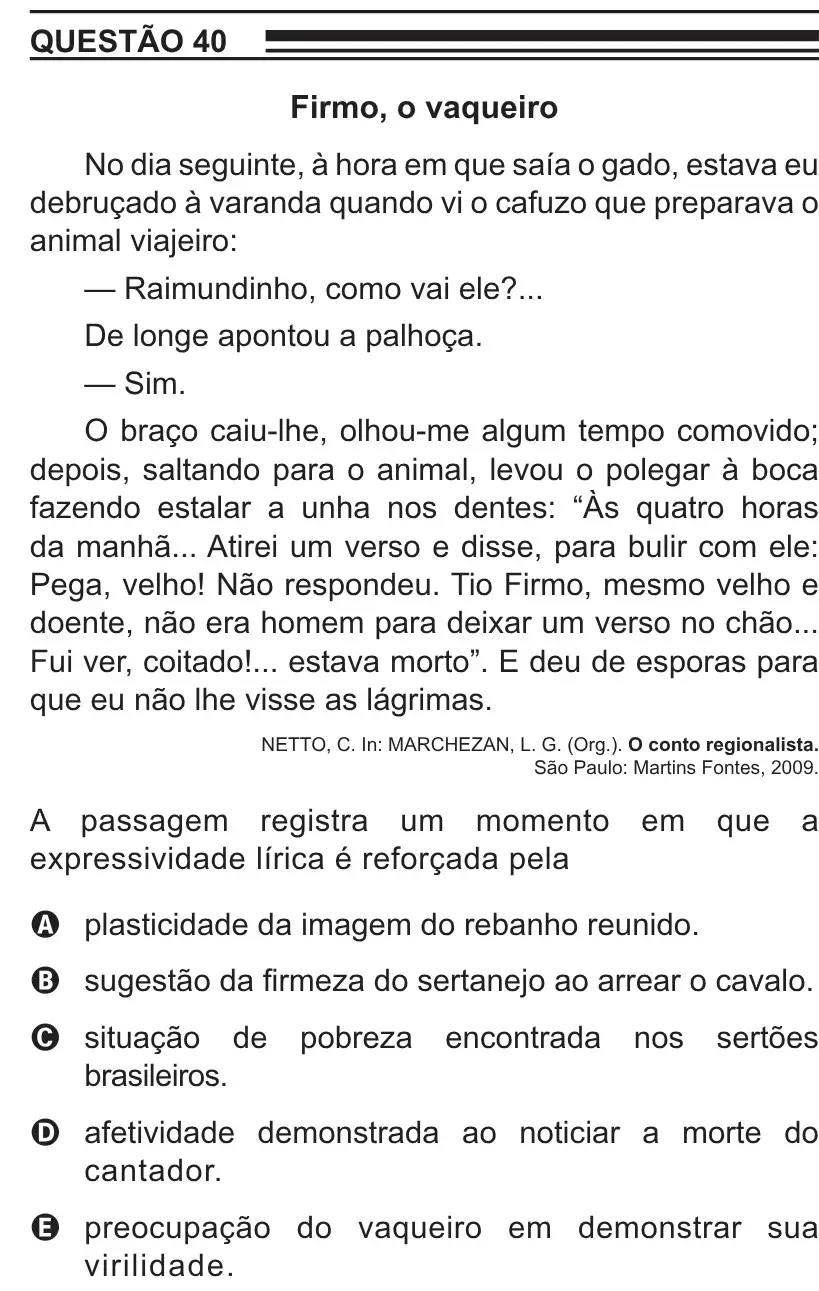 QUESTÃO 40
Firmo, o vaqueiro
No dia seguinte, à hora em que saía o gado, estava eu
debruçado à varanda quando vi o cafuzo que preparava o
animal viajeiro:
— Raimundinho, como vai ele?...
De longe apontou a palhoça.
— Sim.
O braço caiu-lhe, olhou-me algum tempo comovido;
depois, saltando para o animal, levou o polegar à boca
fazendo estalar a unha nos dentes: “Às quatro horas
da manhã... Atirei um verso e disse, para bulir com ele:
Pega, velho! Não respondeu. Tio Firmo, mesmo velho e
doente, não era homem para deixar um verso no chão...
Fui ver, coitado!... estava morto”. E deu de esporas para
que eu não lhe visse as lágrimas.
NETTO, C. In: MARCHEZAN, L. G. (Org.). O conto regionalista.
São Paulo: Martins Fontes, 2009.
A passagem registra um momento em que a
expressividade lírica é reforçada pela
A plasticidade da imagem do rebanho reunido.
B sugestão da firmeza do sertanejo ao arrear o cavalo.
C situação de pobreza encontrada nos sertões
brasileiros.
D afetividade demonstrada ao noticiar a morte do
cantador.
E preocupação do vaqueiro em demonstrar sua
virilidade.